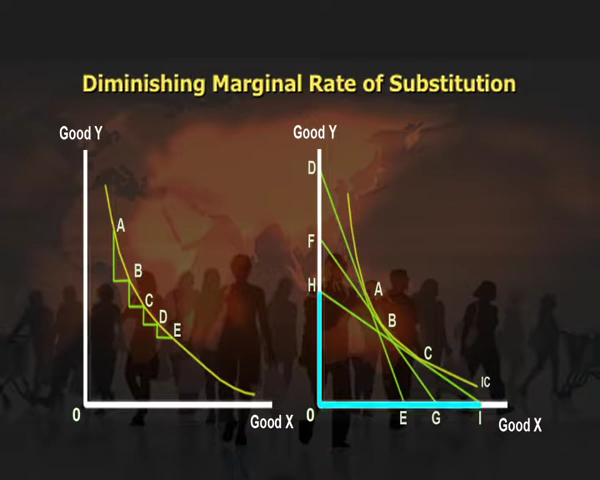 Diminishing Marginal Rate of Substitution
Good Y
A
B
C
D
E
0
Good X
Good Y
D
F
H
A
B
C
IC
0
E G I
Good X